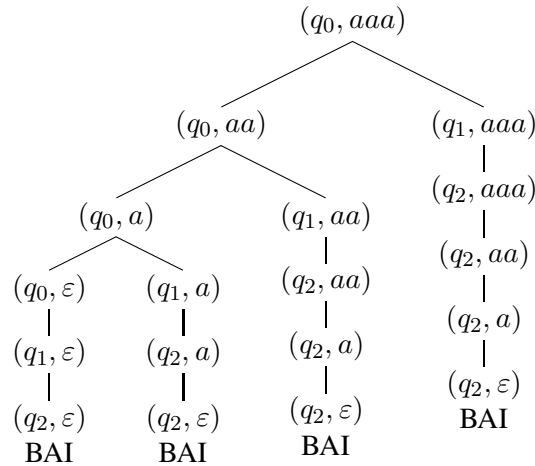 (q₀, aaa)
(q₀, aa) (q₁, aaa)
(q₂, aaa)
(q₀, a) (q₁, aa)
(q₂, aa)
(q₀, ε) (q₁, a) (q₂, aa)
(q₂, a)
(q₁, ε) (q₂, a) (q₂, a)
(q₂, ε)
(q₂, ε) (q₂, ε) (q₂, ε) BAI
BAI BAI BAI